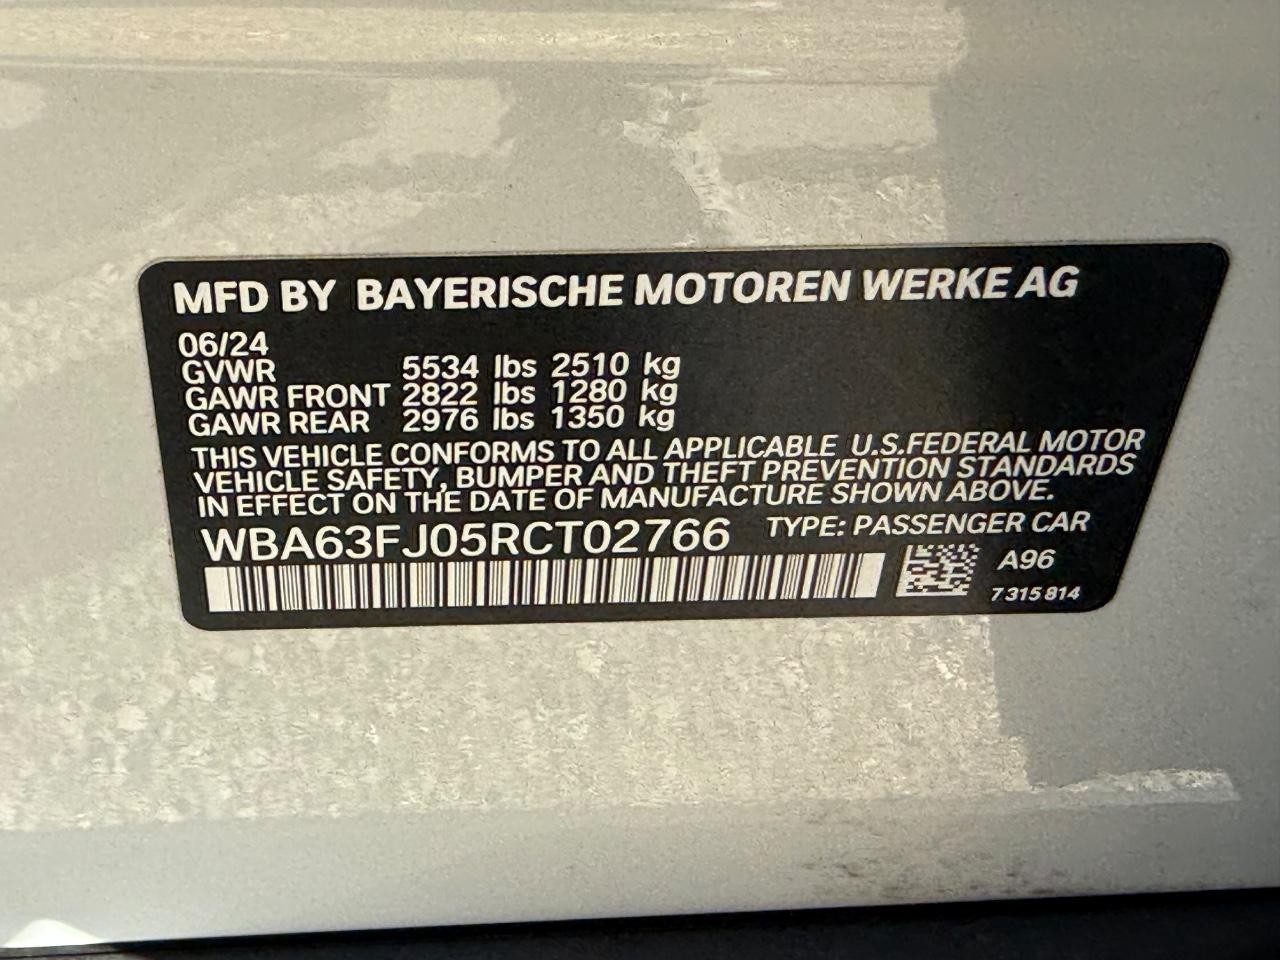 MFD BY BAYERISCHE MOTOREN WERKE AG
06/24
GVWR 5534 lbs 2510 kg
GAWR FRONT 2822 lbs 1280 kg
GAWR REAR 2976 lbs 1350 kg
THIS VEHICLE CONFORMS TO ALL APPLICABLE U.S.FEDERAL MOTOR
VEHICLE SAFETY, BUMPER AND THEFT PREVENTION STANDARDS
IN EFFECT ON THE DATE OF MANUFACTURE SHOWN ABOVE.
WBA63FJ05RCT02766 TYPE: PASSENGER CAR
A96
7 315 814